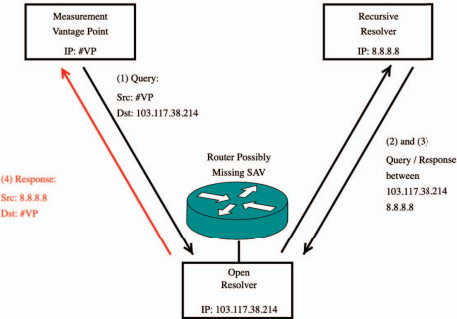 Measurement
Vantage Point
IP: #VP
Recursive
Resolver
IP: 8.8.8.8
(1) Query:
Src: #VP
Dst: 103.117.38.214
Router Possibly
Missing SAV
(2) and (3)
Query / Response
between
103.117.38.214
8.8.8.8
(4) Response:
Src: 8.8.8.8
Dst: #VP
Open
Resolver
IP: 103.117.38.214